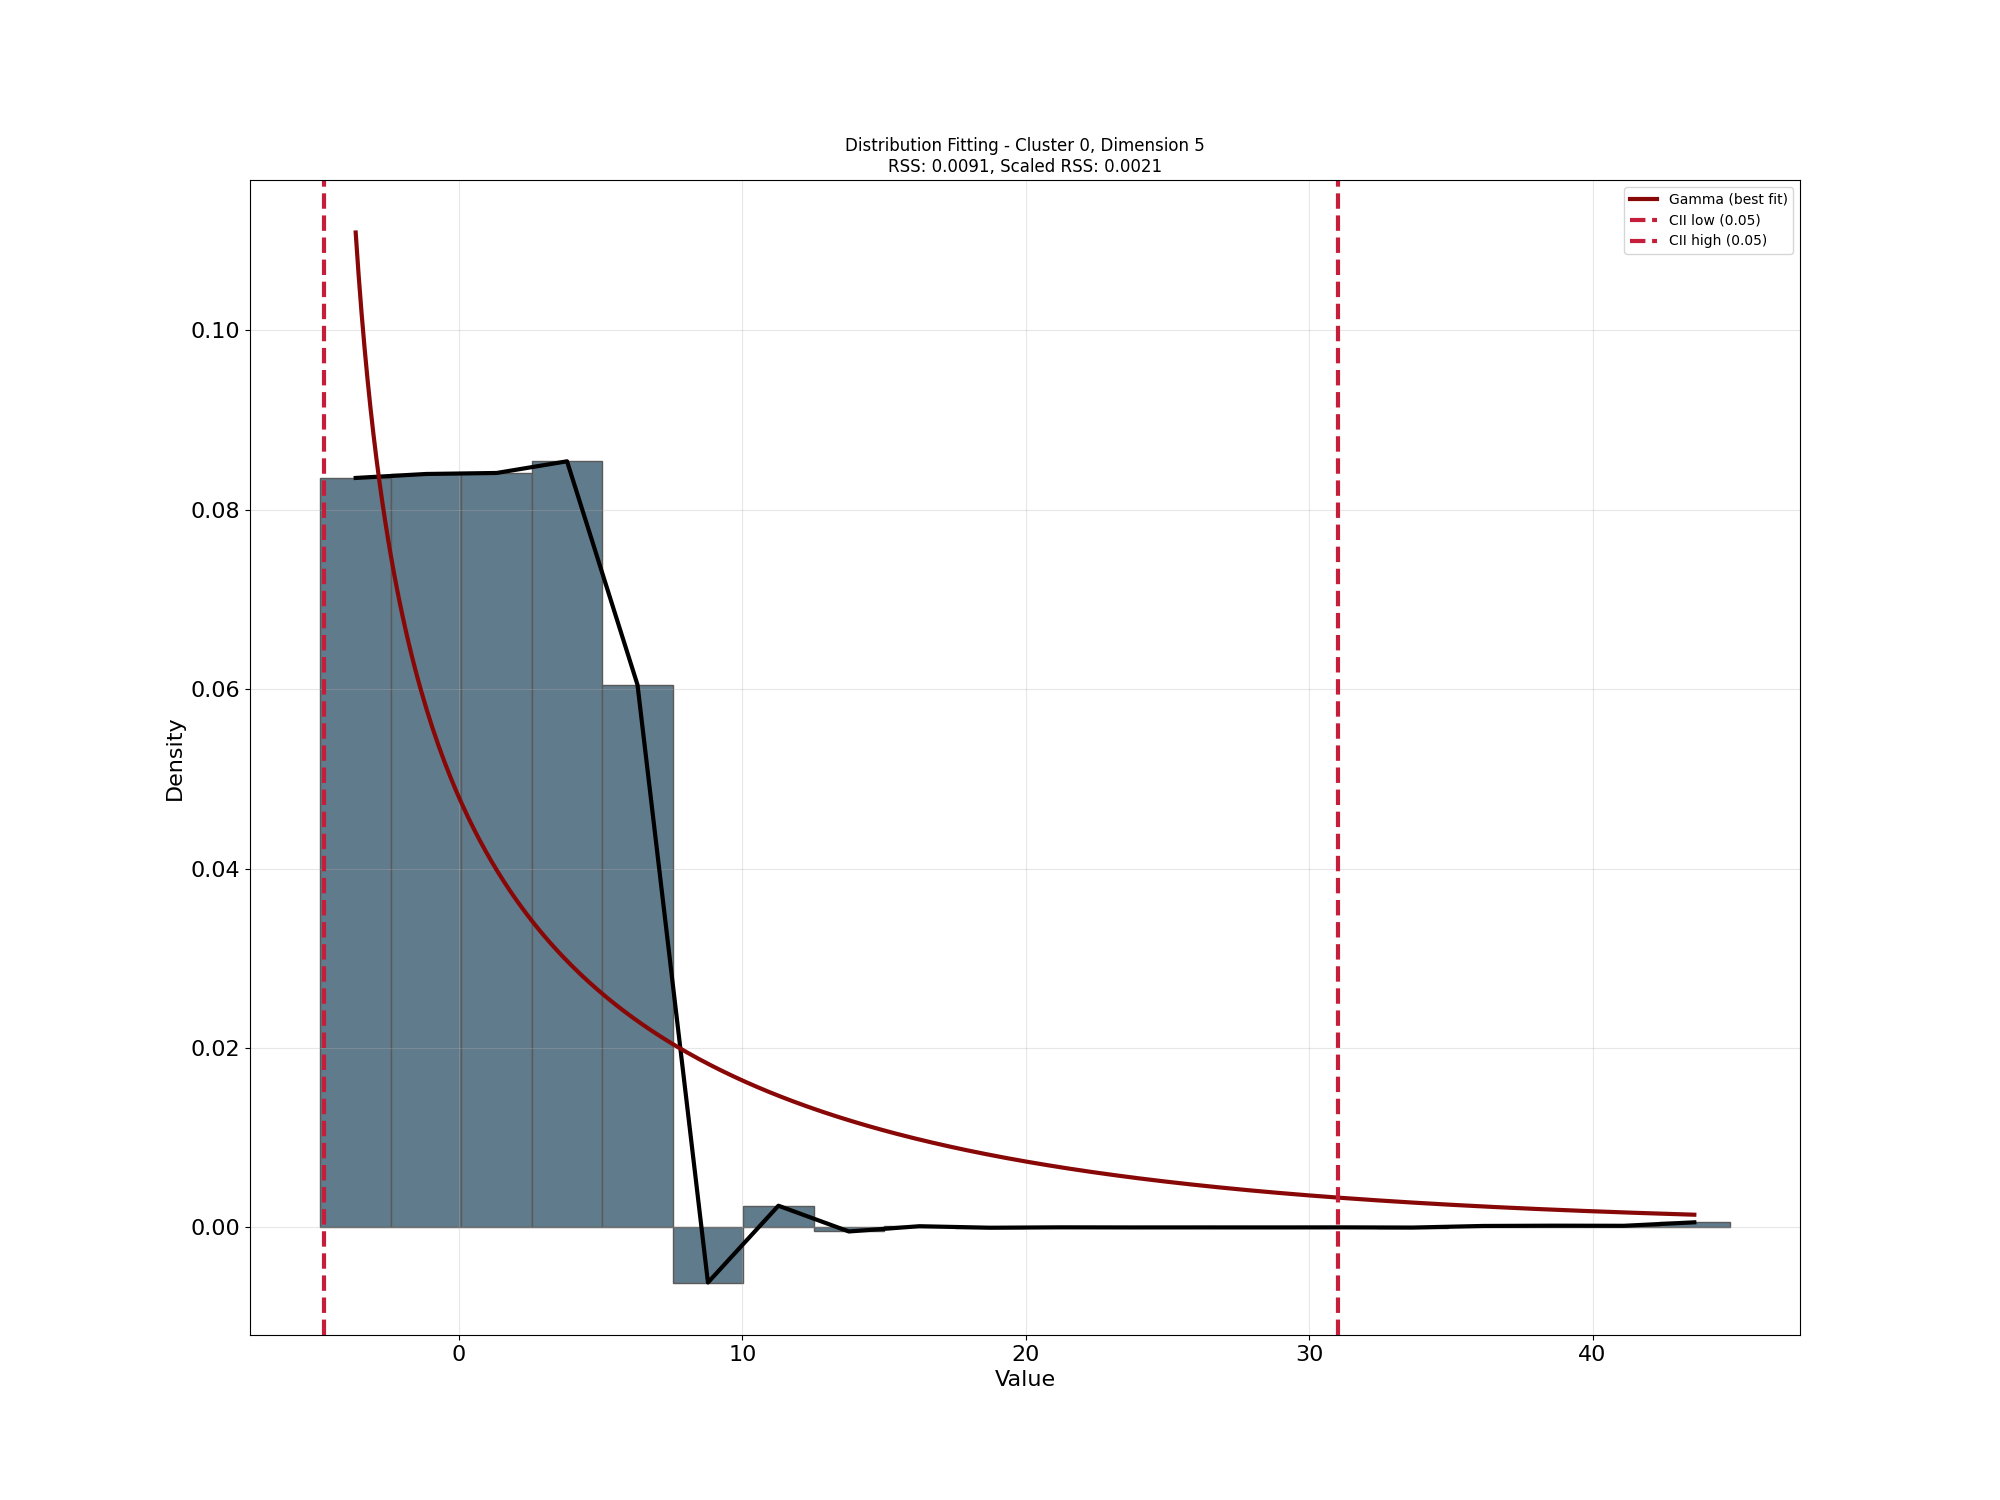 Distribution Fitting - Cluster 0, Dimension 5
RSS: 0.0091, Scaled RSS: 0.0021
Gamma (best fit)
CII low (0.05)
CII high (0.05)
0.10
0.08
0.06
0.04
0.02
0.00
Density
0 10 20 30 40
Value